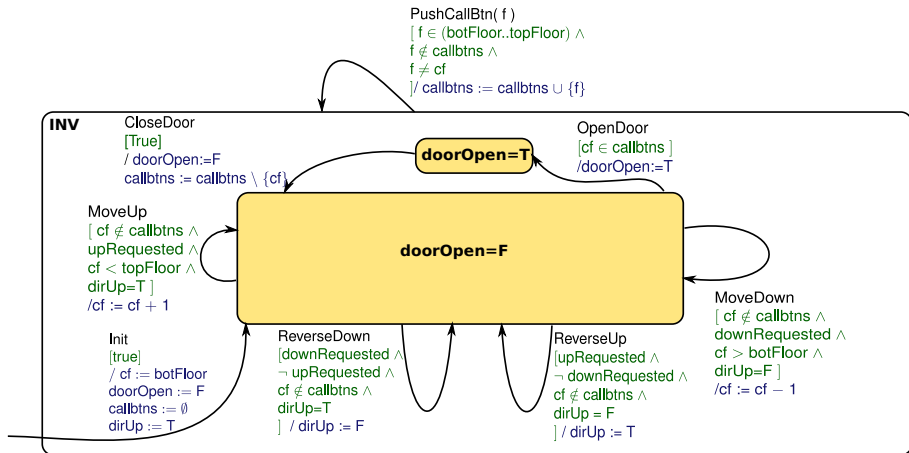 PushCallBtn( f )
[ f ∈ (botFloor..topFloor) ∧
f ∉ callbtns ∧
f ≠ cf
]/ callbtns := callbtns ∪ {f}
INV
CloseDoor
[True]
/ doorOpen:=F
callbtns := callbtns \ {cf}
doorOpen=T
OpenDoor
[cf ∈ callbtns ]
/doorOpen:=T
MoveUp
[ cf ∉ callbtns ∧
upRequested ∧
cf < topFloor ∧
dirUp=T ]
/cf := cf + 1
doorOpen=F
MoveDown
[ cf ∉ callbtns ∧
downRequested ∧
cf > botFloor ∧
dirUp=F ]
/cf := cf − 1
Init
[true]
/ cf := botFloor
doorOpen := F
callbtns := ∅
dirUp := T
ReverseDown
[downRequested ∧
¬ upRequested ∧
cf ∉ callbtns ∧
dirUp=T
] / dirUp := F
ReverseUp
[upRequested ∧
¬ downRequested ∧
cf ∉ callbtns ∧
dirUp = F
] / dirUp := T